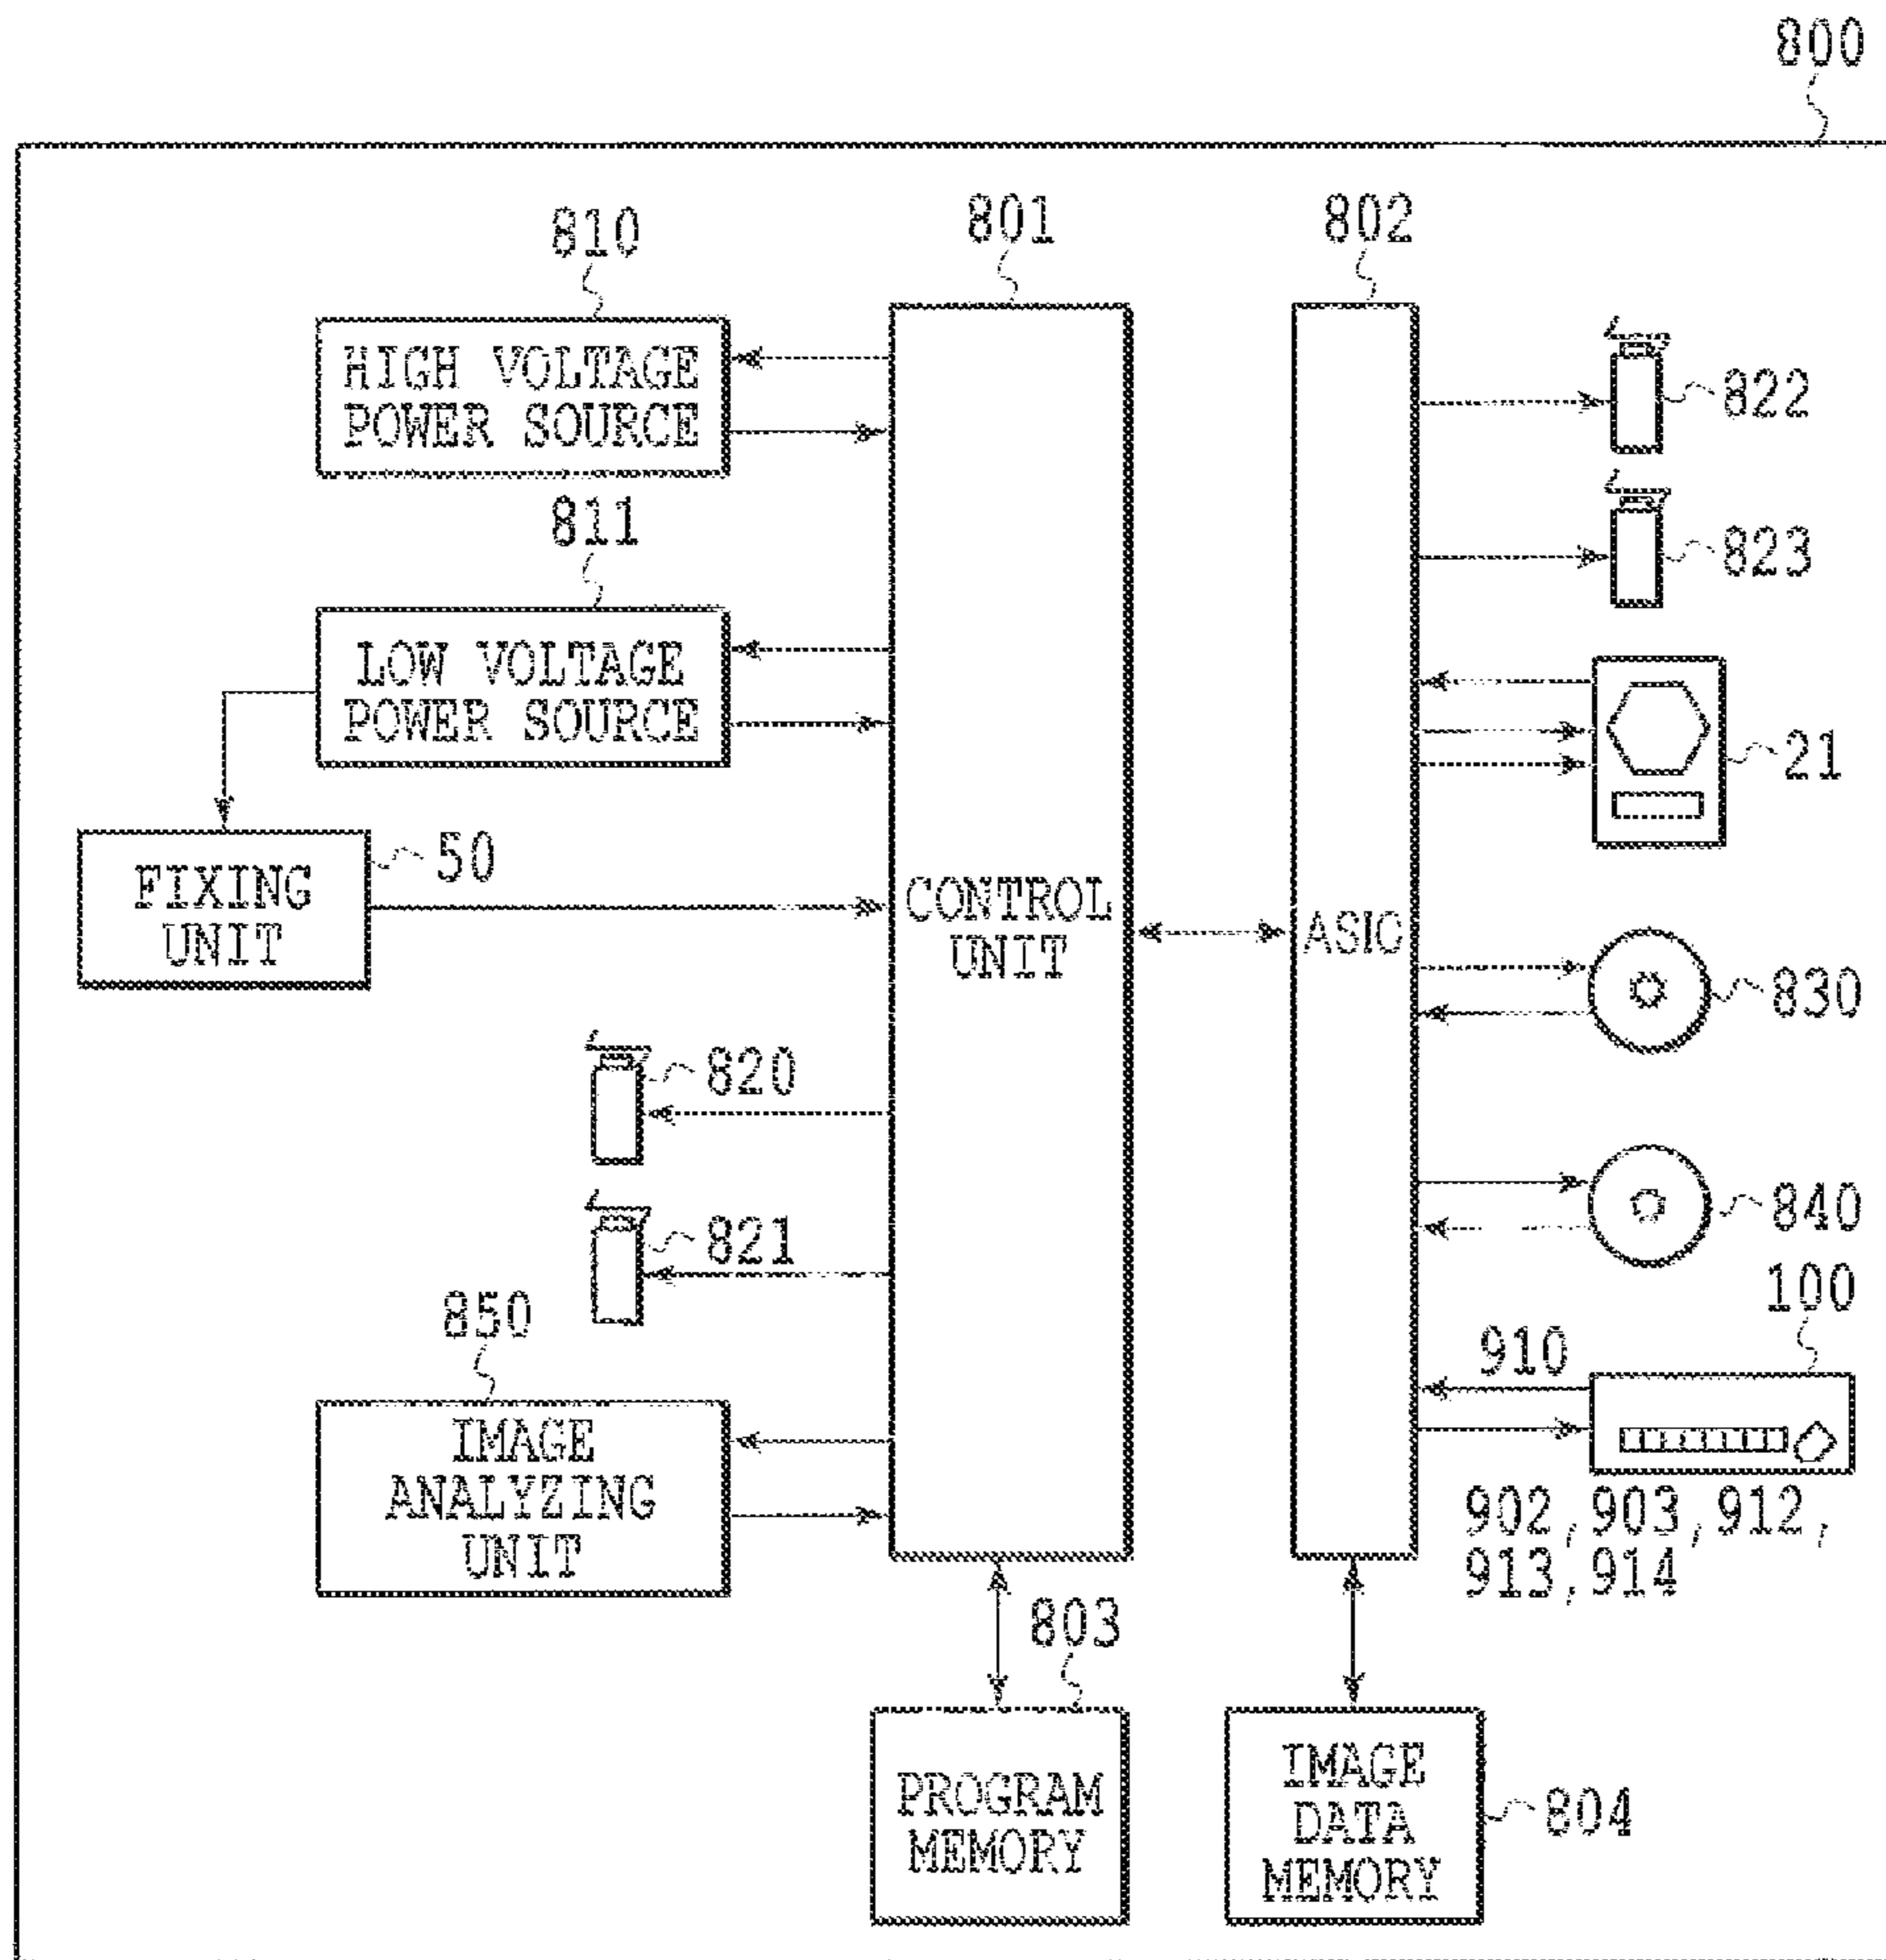 800
810
801
802
HIGH VOLTAGE
POWER SOURCE
822
811
823
LOW VOLTAGE
POWER SOURCE
21
50
FIXING
UNIT
CONTROL
UNIT
ASIC
830
820
840
821
100
850
910
IMAGE
ANALYZING
UNIT
902, 903, 912,
913, 914
803
PROGRAM
MEMORY
IMAGE
DATA
MEMORY
804